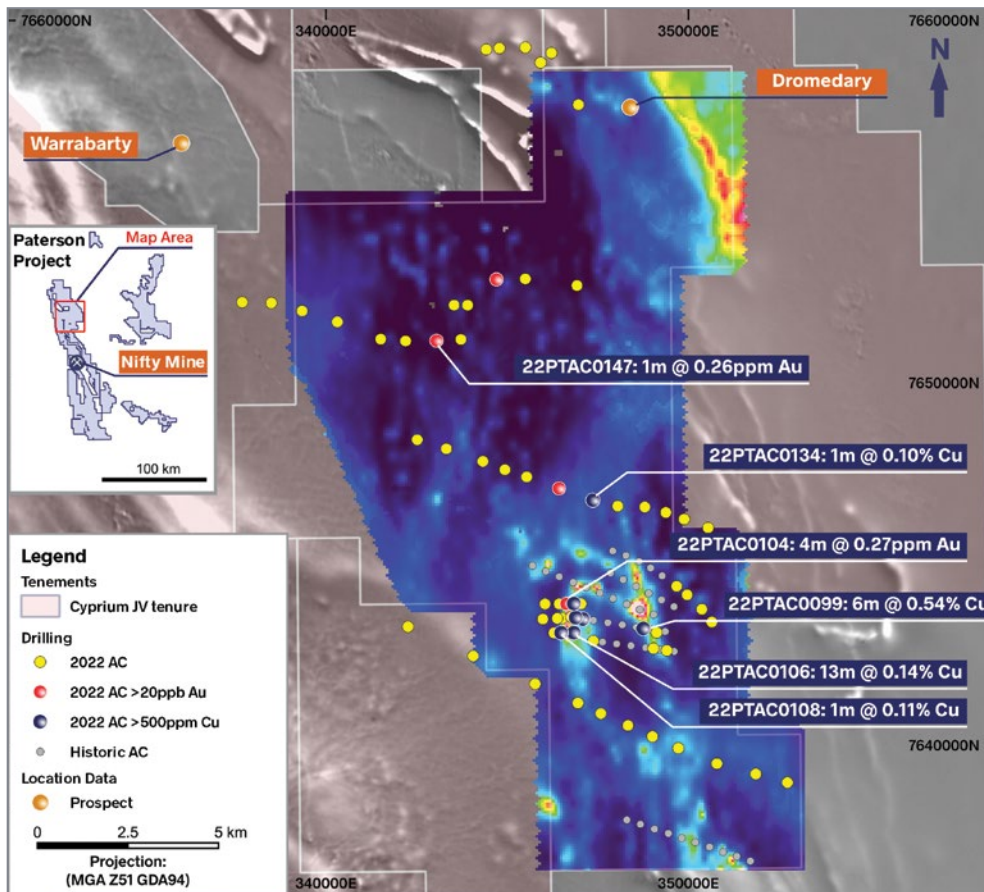 7660000N
340000E
350000E
7660000N
N
Dromedary
Warrabarty
Paterson
Project
Map Area
Nifty Mine
100 km
22PTAC0147: 1m @ 0.26ppm Au
7650000N
22PTAC0134: 1m @ 0.10% Cu
22PTAC0104: 4m @ 0.27ppm Au
22PTAC0099: 6m @ 0.54% Cu
22PTAC0106: 13m @ 0.14% Cu
22PTAC0108: 1m @ 0.11% Cu
7640000N
Legend
Tenements
Cyprium JV tenure
Drilling
2022 AC
2022 AC >20ppb Au
2022 AC >500ppm Cu
Historic AC
Location Data
Prospect
0 2.5 5 km
Projection:
(MGA Z51 GDA94)
340000E
350000E